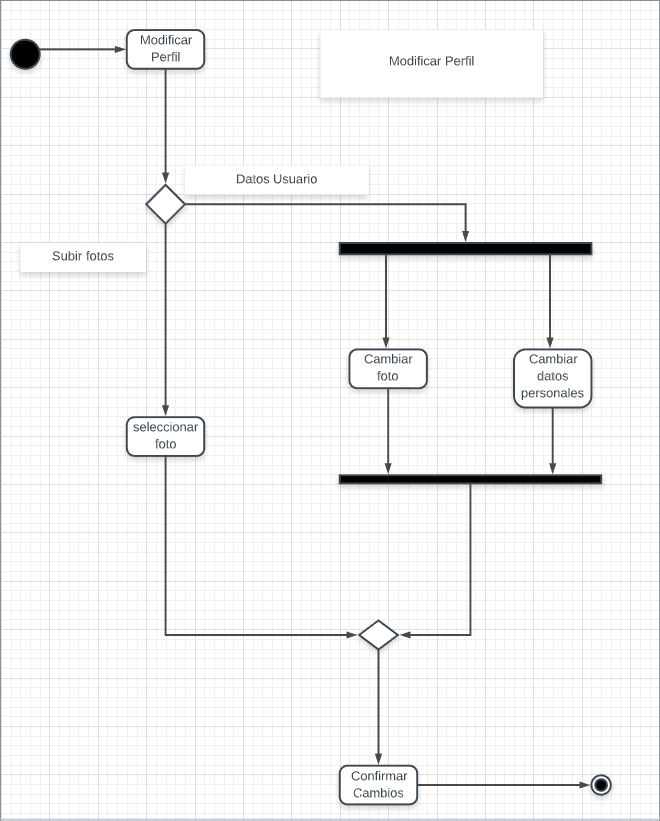 Modificar
Perfil
Modificar Perfil
Datos Usuario
Subir fotos
Cambiar
foto
Cambiar
datos
personales
seleccionar
foto
Confirmar
Cambios